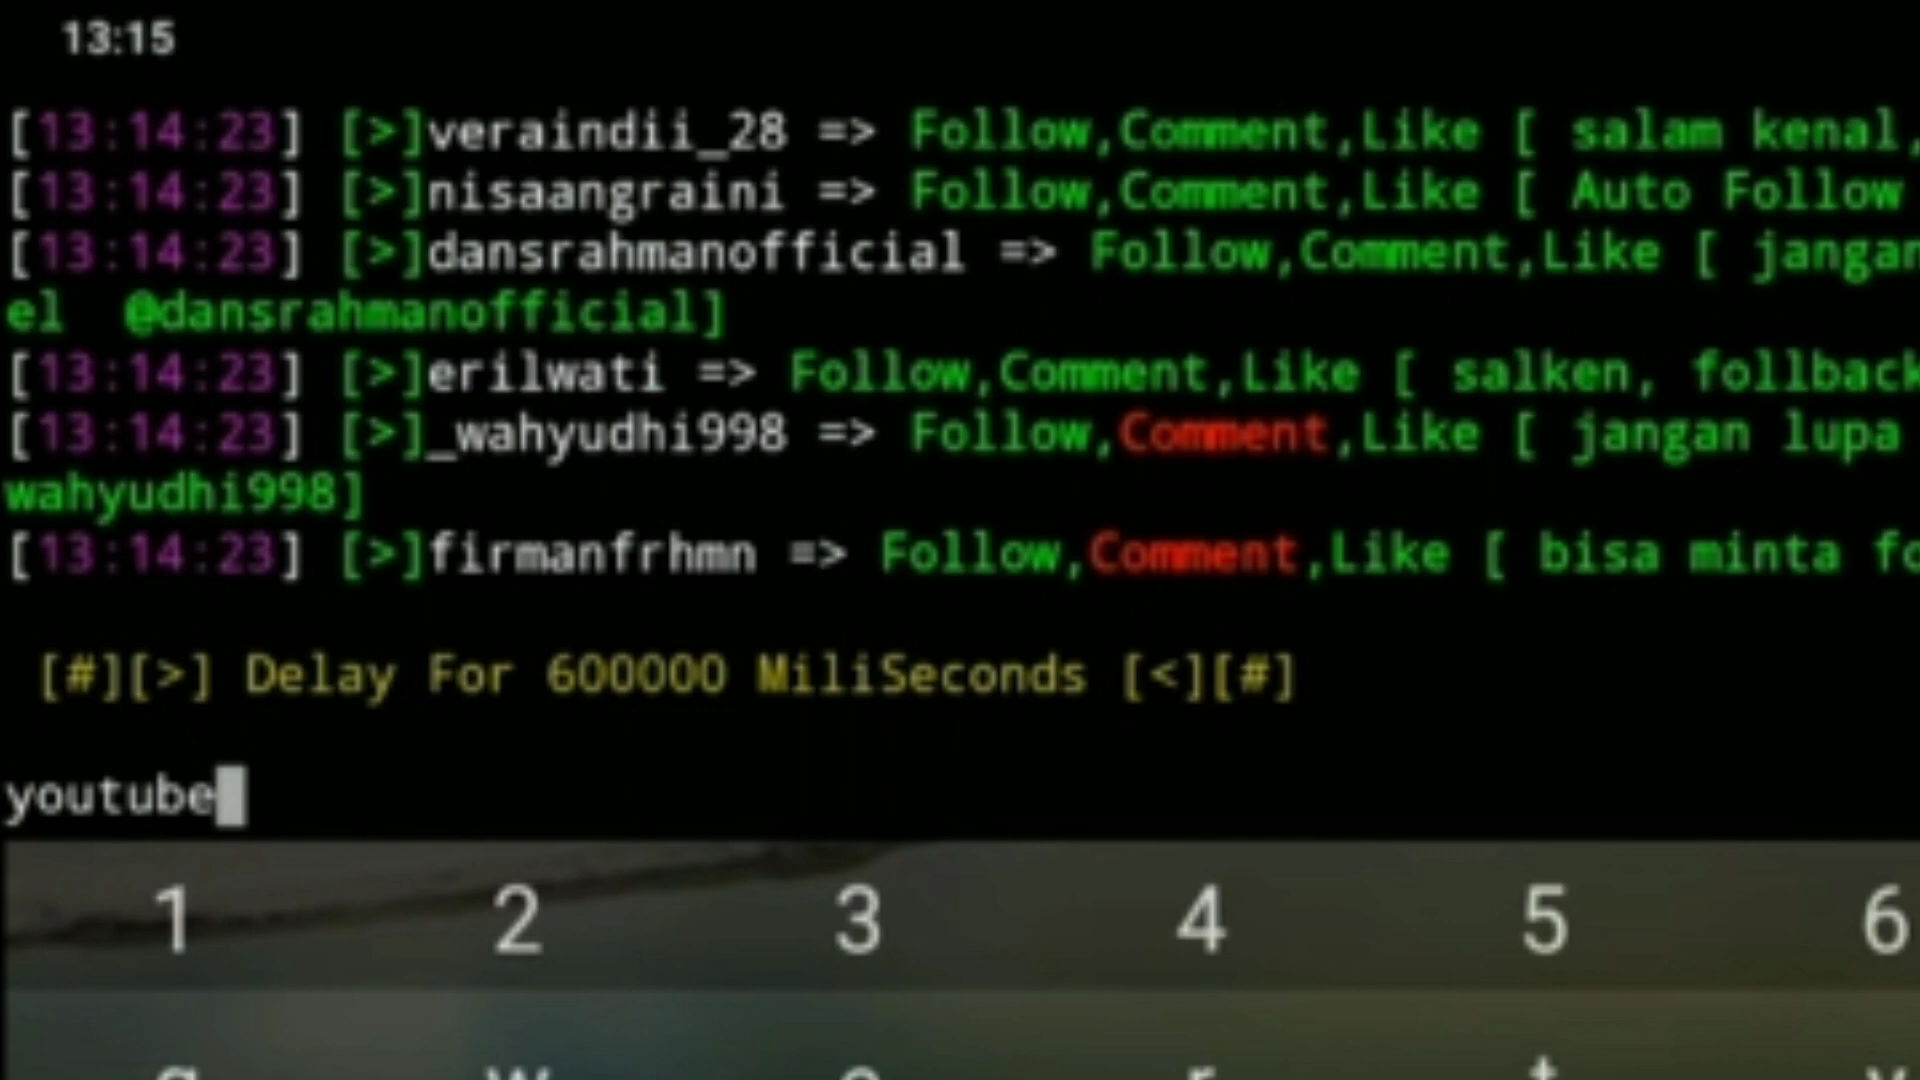 13:15
[13:14:23] [>]veraindii_28 => Follow,Comment,Like [ salam kenal,
[13:14:23] [>]nisaangraini => Follow,Comment,Like [ Auto Follow
[13:14:23] [>]dansrahmanofficial => Follow,Comment,Like [ jangan
el  @dansrahmanofficial]
[13:14:23] [>]erilwati => Follow,Comment,Like [ salken, follback
[13:14:23] [>]_wahyudhi998 => Follow,Comment,Like [ jangan lupa
wahyudhi998]
[13:14:23] [>]firmanfrhmn => Follow,Comment,Like [ bisa minta fo
[#][>] Delay For 600000 MiliSeconds [<][#]
youtube
1 2 3 4 5 6